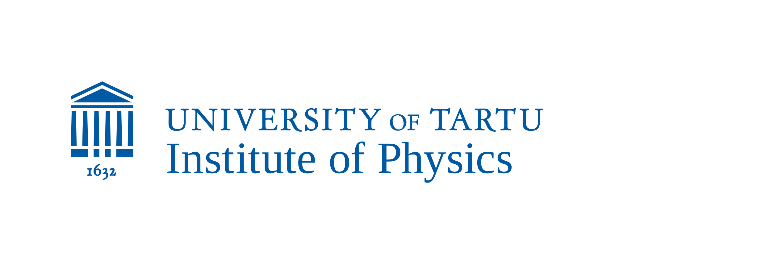 UNIVERSITY OF TARTU
Institute of Physics
1632